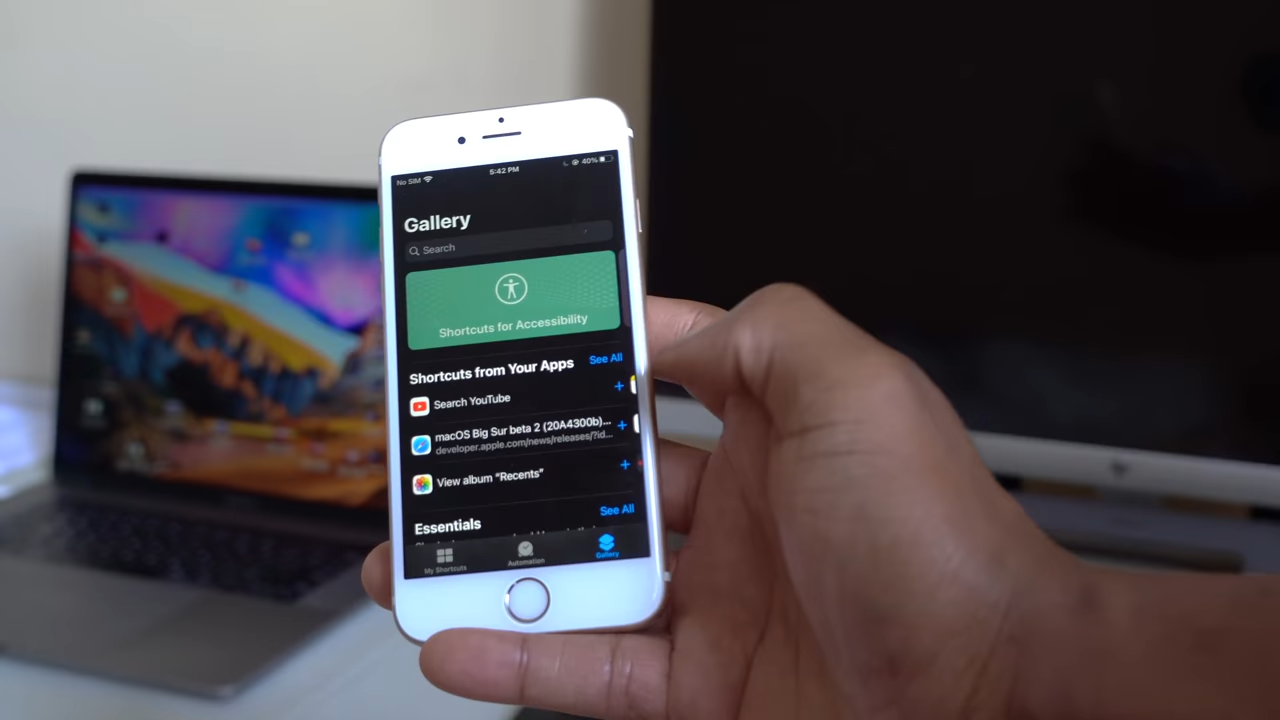 No SIM
5:42 PM
40%
Gallery
Search
Shortcuts for Accessibility
Shortcuts from Your Apps
See All
Search YouTube
macOS Big Sur beta 2 (20A4300b)...
developer.apple.com/news/releases/?id...
View album “Recents”
Essentials
See All
My Shortcuts
Automation
Gallery